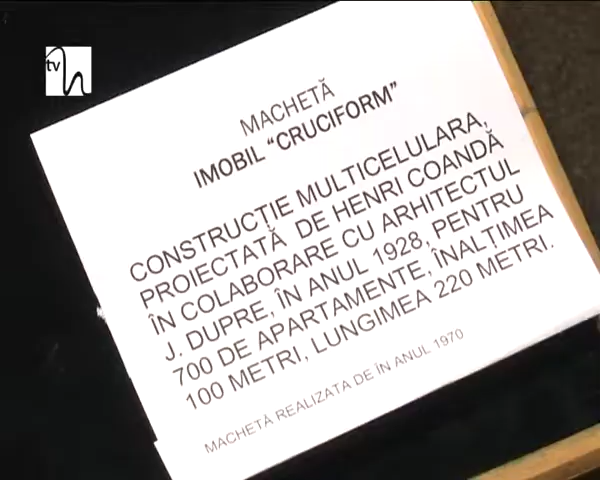 tv
MACHETĂ
IMOBIL “CRUCIFORM”
CONSTRUCȚIE MULTICELULARA,
PROIECTATĂ DE HENRI COANDĂ
ÎN COLABORARE CU ARHITECTUL
J. DUPRE, ÎN ANUL 1928, PENTRU
700 DE APARTAMENTE, ÎNALȚIMEA
100 METRI, LUNGIMEA 220 METRI.
MACHETĂ REALIZATA DE ÎN ANUL 1970